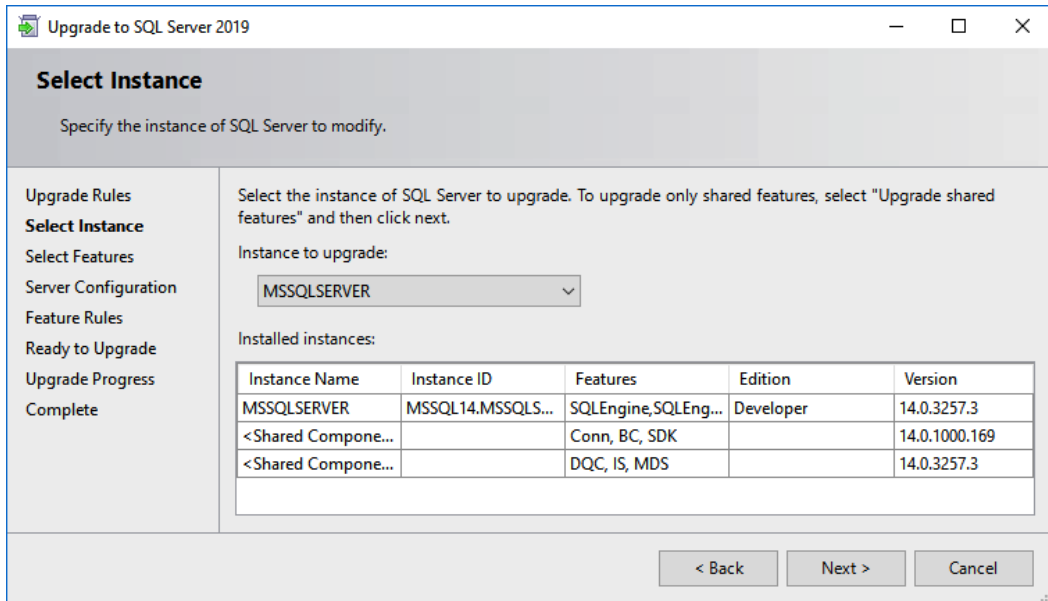 Upgrade to SQL Server 2019
Select Instance
Specify the instance of SQL Server to modify.
Upgrade Rules
Select Instance
Select Features
Server Configuration
Feature Rules
Ready to Upgrade
Upgrade Progress
Complete
Select the instance of SQL Server to upgrade. To upgrade only shared features, select "Upgrade shared
features" and then click next.
Instance to upgrade:
MSSQLSERVER
Installed instances:
Instance Name Instance ID Features Edition Version
MSSQLSERVER MSSQL14.MSSQLS... SQLEngine,SQLEng... Developer 14.0.3257.3
<Shared Compone... Conn, BC, SDK 14.0.1000.169
<Shared Compone... DQC, IS, MDS 14.0.3257.3
< Back Next > Cancel